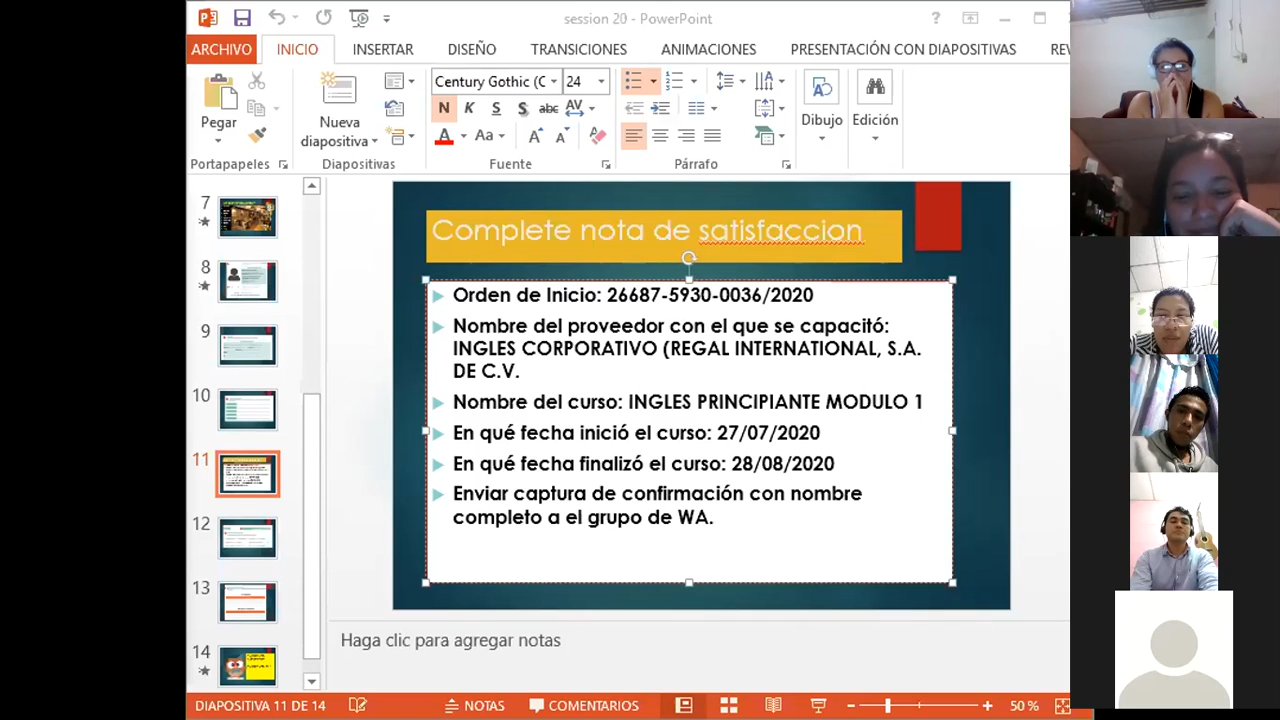 session 20 - PowerPoint
ARCHIVO INICIO INSERTAR DISEÑO TRANSICIONES ANIMACIONES PRESENTACIÓN CON DIAPOSITIVAS REV
Pegar
Nueva
diapositiva
Century Gothic (C 24
N K S S abc AV
A Aa A A
Dibujo
Edición
Portapapeles Diapositivas Fuente Párrafo
7
8
9
10
11
12
13
14
Complete nota de satisfaccion
Orden de Inicio: 26687-5930-0036/2020
Nombre del proveedor con el que se capacitó:
INGLES CORPORATIVO (REGAL INTERNATIONAL, S.A.
DE C.V.
Nombre del curso: INGLES PRINCIPIANTE MODULO 1
En qué fecha inició el curso: 27/07/2020
En qué fecha finalizó el curso: 28/08/2020
Enviar captura de confirmación con nombre
completo a el grupo de WA.
Haga clic para agregar notas
DIAPOSITIVA 11 DE 14 NOTAS COMENTARIOS 50 %